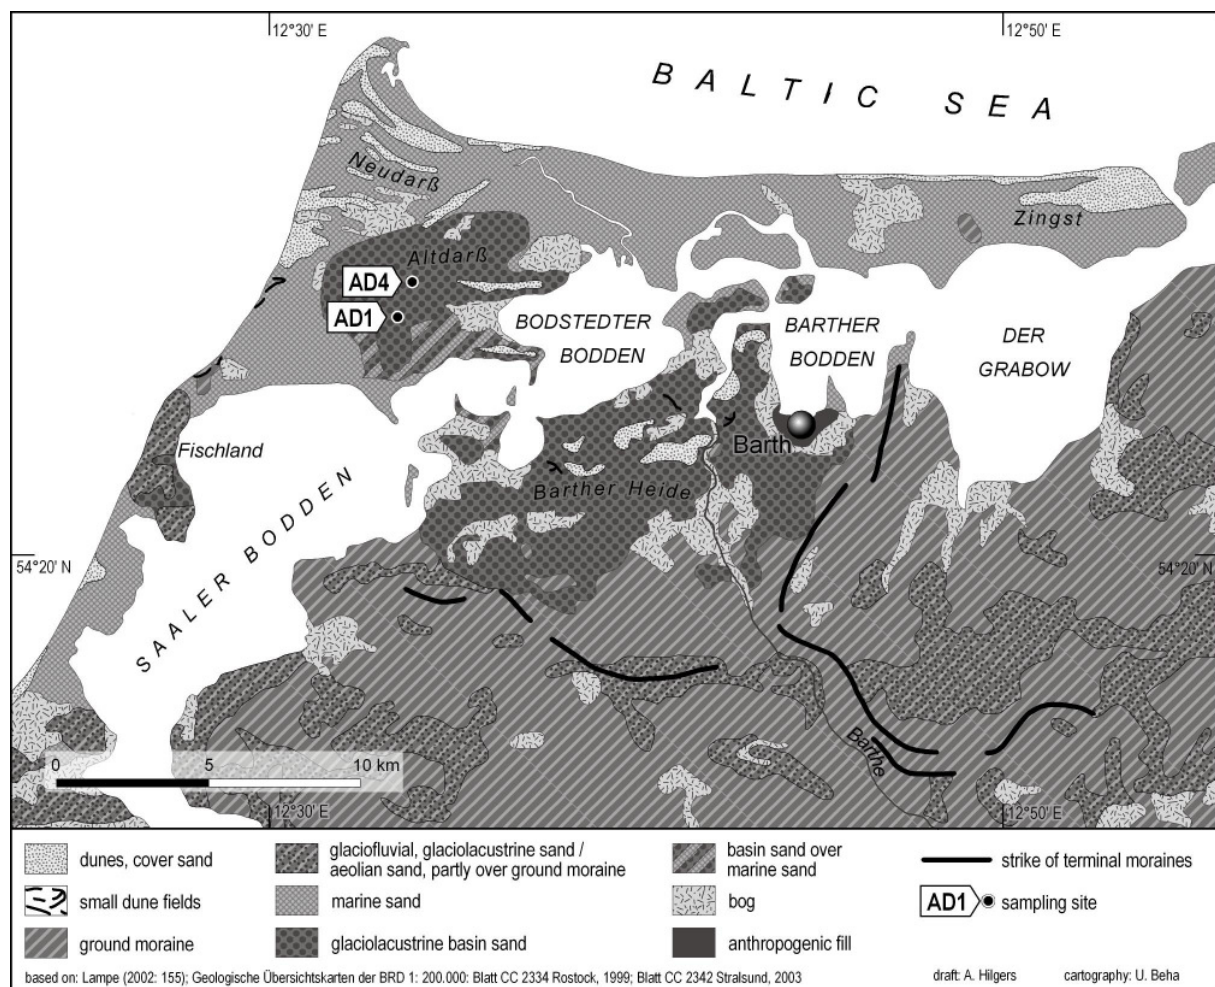 12°30' E
12°50' E
BALTIC SEA
Neudarß
Zingst
Altdarß
AD4
AD1
BODSTEDTER
BODDEN
BARTHER
BODDEN
DER
GRABOW
Fischland
Barth
Barther Heide
SAALER BODDEN
54°20' N
54°20' N
Barthe
0 5 10 km
12°30' E
12°50' E
dunes, cover sand
small dune fields
ground moraine
glaciofluvial, glaciolacustrine sand /
aeolian sand, partly over ground moraine
marine sand
glaciolacustrine basin sand
basin sand over
marine sand
bog
anthropogenic fill
strike of terminal moraines
AD1 sampling site
based on: Lampe (2002: 155); Geologische Übersichtskarten der BRD 1: 200.000: Blatt CC 2334 Rostock, 1999; Blatt CC 2342 Stralsund, 2003
draft: A. Hilgers cartography: U. Beha